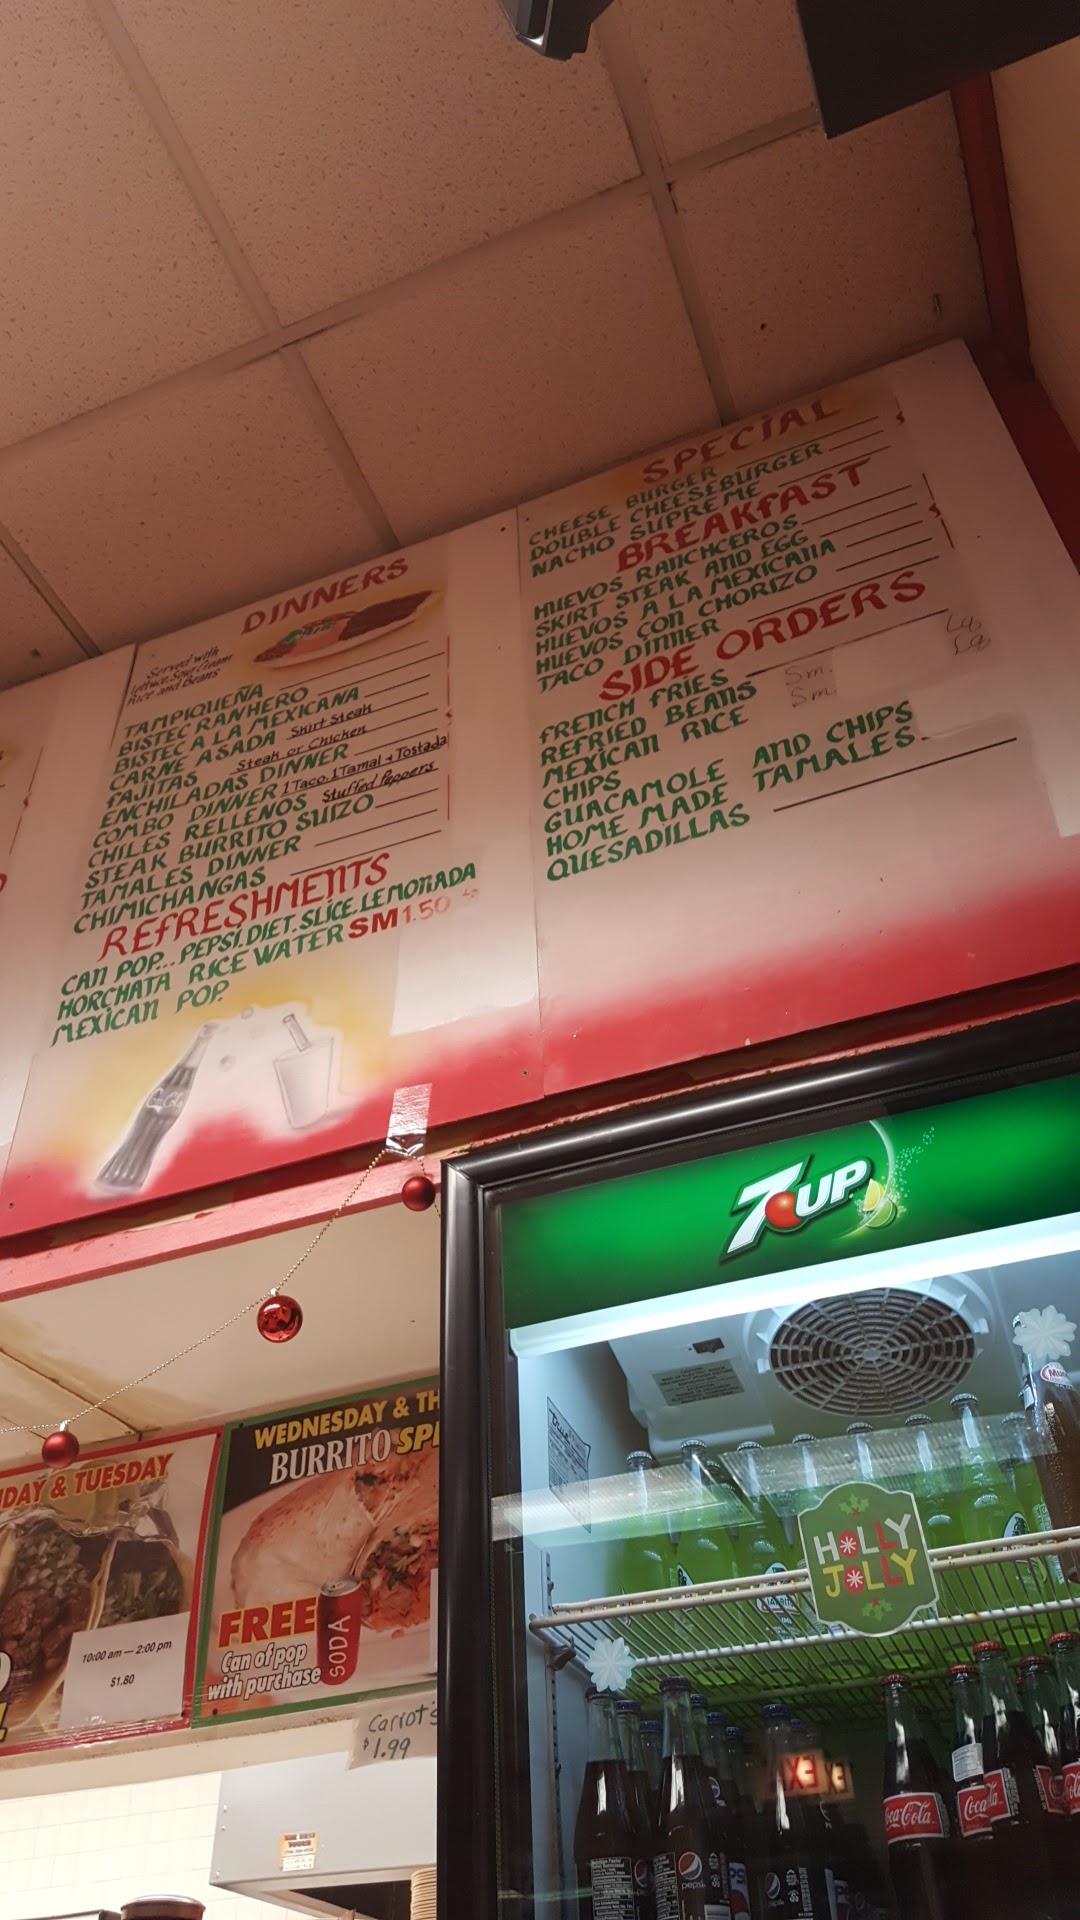 DINNERS
Served with
Lettuce, Sour Cream
Rice and Beans
TAMPIQUEÑA
BISTEC RANHERO
BISTEC A LA MEXICANA
CARNE ASADA Skirt Steak
FAJITAS Steak or Chicken
ENCHILADAS DINNER
COMBO DINNER 1 Taco, 1 Tamal + Tostada
CHILES RELLENOS Stuffed Peppers
STEAK BURRITO SUIZO
TAMALES DINNER
CHIMICHANGAS
REFRESHMENTS
CAN POP... PEPSI. DIET. SLICE. LEMONADA
HORCHATA RICE WATER SM 1.50
MEXICAN POP.
SPECIAL
CHEESE BURGER
DOUBLE CHEESEBURGER
NACHO SUPREME
BREAKFAST
HUEVOS RANCHCEROS
SKIRT STEAK AND EGG
HUEVOS A LA MEXICANA
HUEVOS CON CHORIZO
TACO DINNER
SIDE ORDERS
FRENCH FRIES
REFRIED BEANS Sm. Lg
MEXICAN RICE Sm. Lg
CHIPS
GUACAMOLE AND CHIPS
HOME MADE TAMALES
QUESADILLAS
7UP
HOLLY
JOLLY
DAY & TUESDAY
10:00 am — 2:00 pm
$1.80
WEDNESDAY & TH
BURRITO SPE
FREE
Can of pop
with purchase
SODA
Carrot's
$1.99
Coca-Cola
Coca-Cola
pepsi